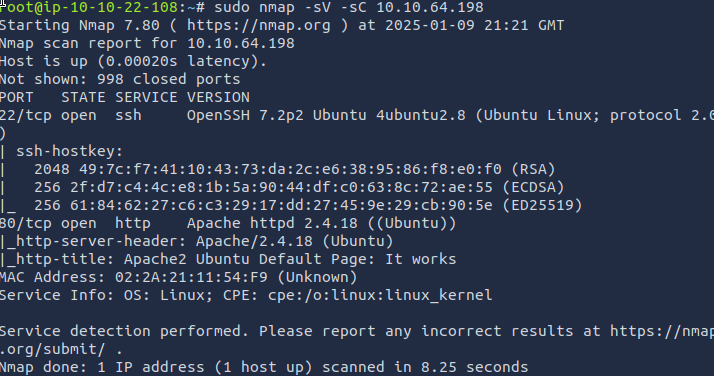 root@ip-10-10-22-108:~# sudo nmap -sV -sC 10.10.64.198
Starting Nmap 7.80 ( https://nmap.org ) at 2025-01-09 21:21 GMT
Nmap scan report for 10.10.64.198
Host is up (0.00020s latency).
Not shown: 998 closed ports
PORT   STATE SERVICE VERSION
22/tcp open  ssh     OpenSSH 7.2p2 Ubuntu 4ubuntu2.8 (Ubuntu Linux; protocol 2.0
)
| ssh-hostkey:
|   2048 49:7c:f7:41:10:43:73:da:2c:e6:38:95:86:f8:e0:f0 (RSA)
|   256 2f:d7:c4:4c:e8:1b:5a:90:44:df:c0:63:8c:72:ae:55 (ECDSA)
|_  256 61:84:62:27:c6:c3:29:17:dd:27:45:9e:29:cb:90:5e (ED25519)
80/tcp open  http    Apache httpd 2.4.18 ((Ubuntu))
|_http-server-header: Apache/2.4.18 (Ubuntu)
|_http-title: Apache2 Ubuntu Default Page: It works
MAC Address: 02:2A:21:11:54:F9 (Unknown)
Service Info: OS: Linux; CPE: cpe:/o:linux:linux_kernel

Service detection performed. Please report any incorrect results at https://nmap
.org/submit/ .
Nmap done: 1 IP address (1 host up) scanned in 8.25 seconds